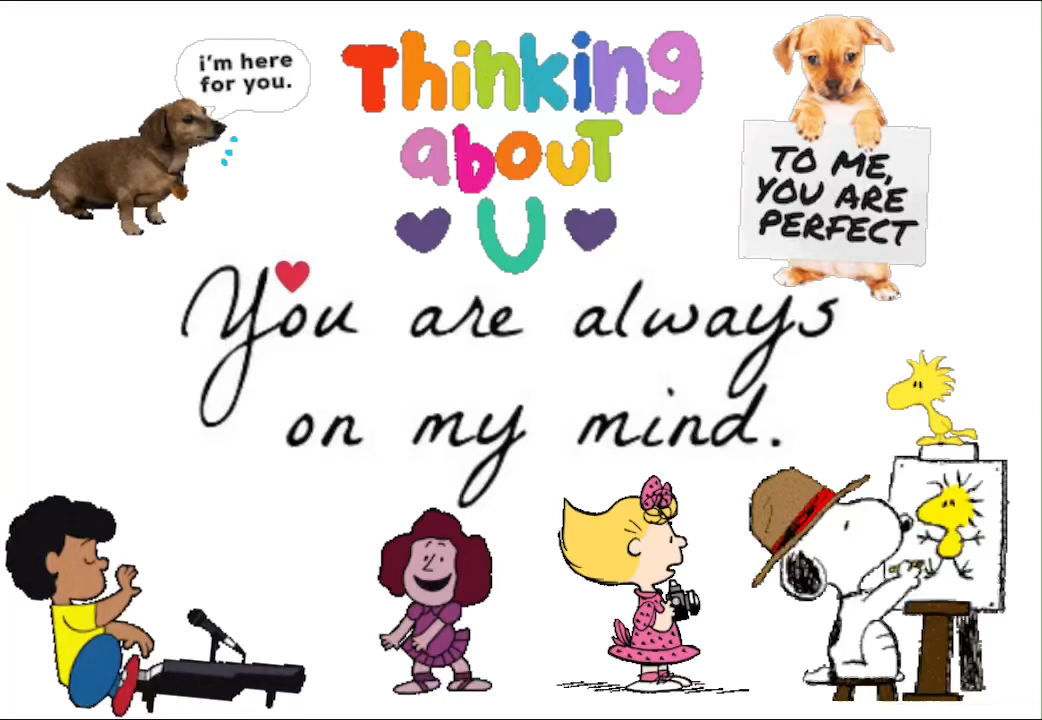 i'm here
for you.
Thinking
about
U
TO ME,
YOU ARE
PERFECT
You are always
on my mind.